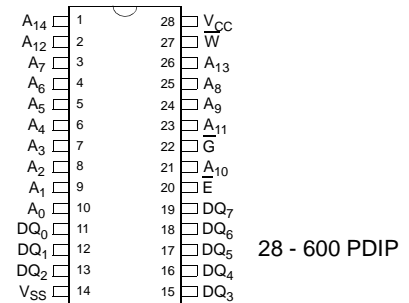 A14 1 28 VCC
A12 2 27 W
A7 3 26 A13
A6 4 25 A8
A5 5 24 A9
A4 6 23 A11
A3 7 22 G
A2 8 21 A10
A1 9 20 E
A0 10 19 DQ7
DQ0 11 18 DQ6
DQ1 12 17 DQ5
DQ2 13 16 DQ4
VSS 14 15 DQ3
28 - 600 PDIP